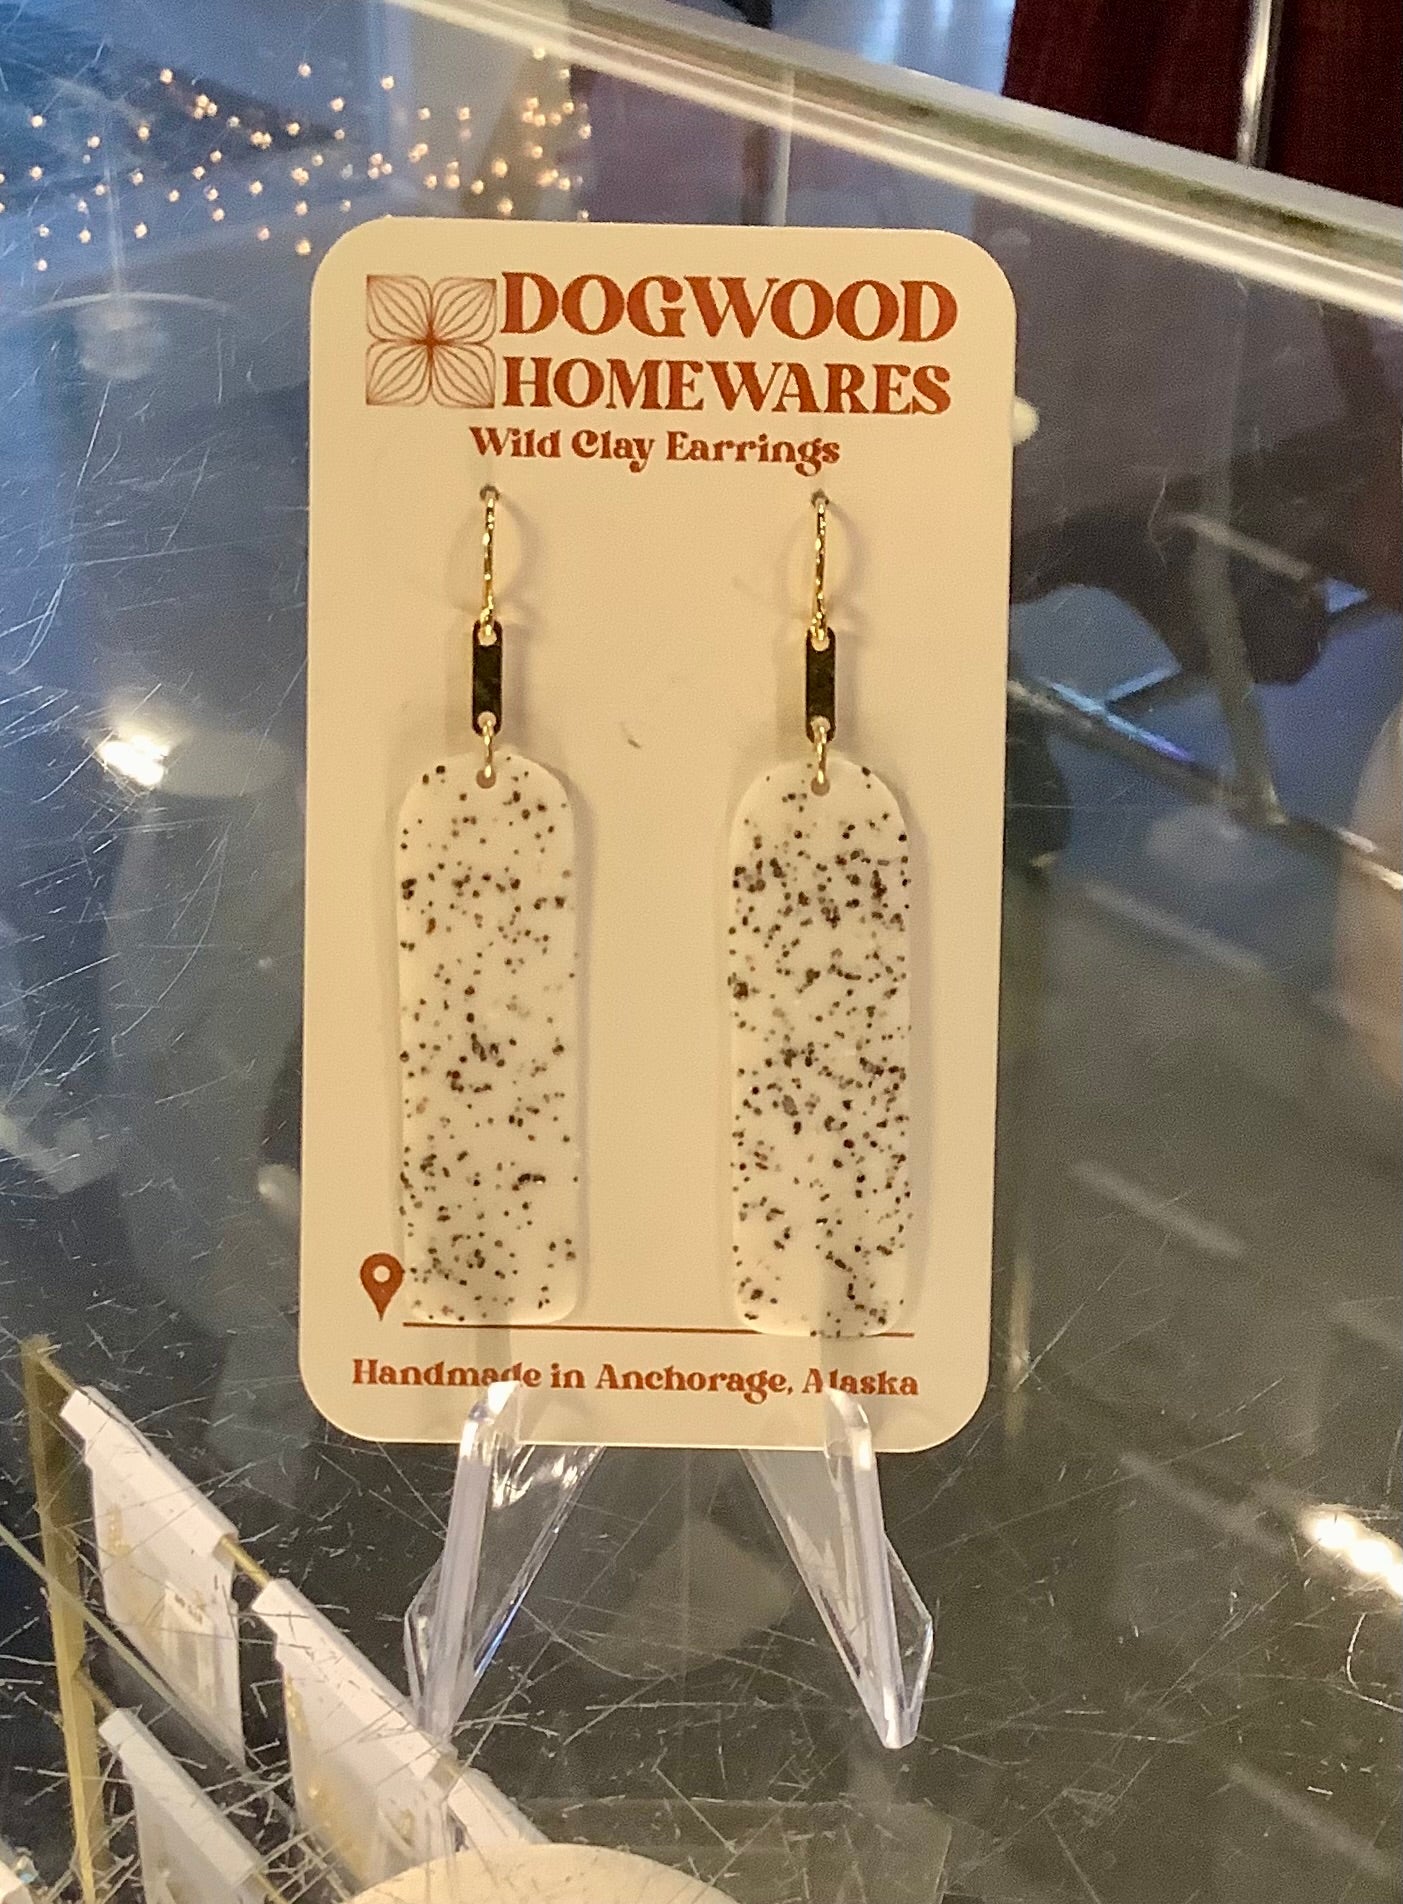 DOGWOOD
HOMEWARES
Wild Clay Earrings
Handmade in Anchorage, Alaska